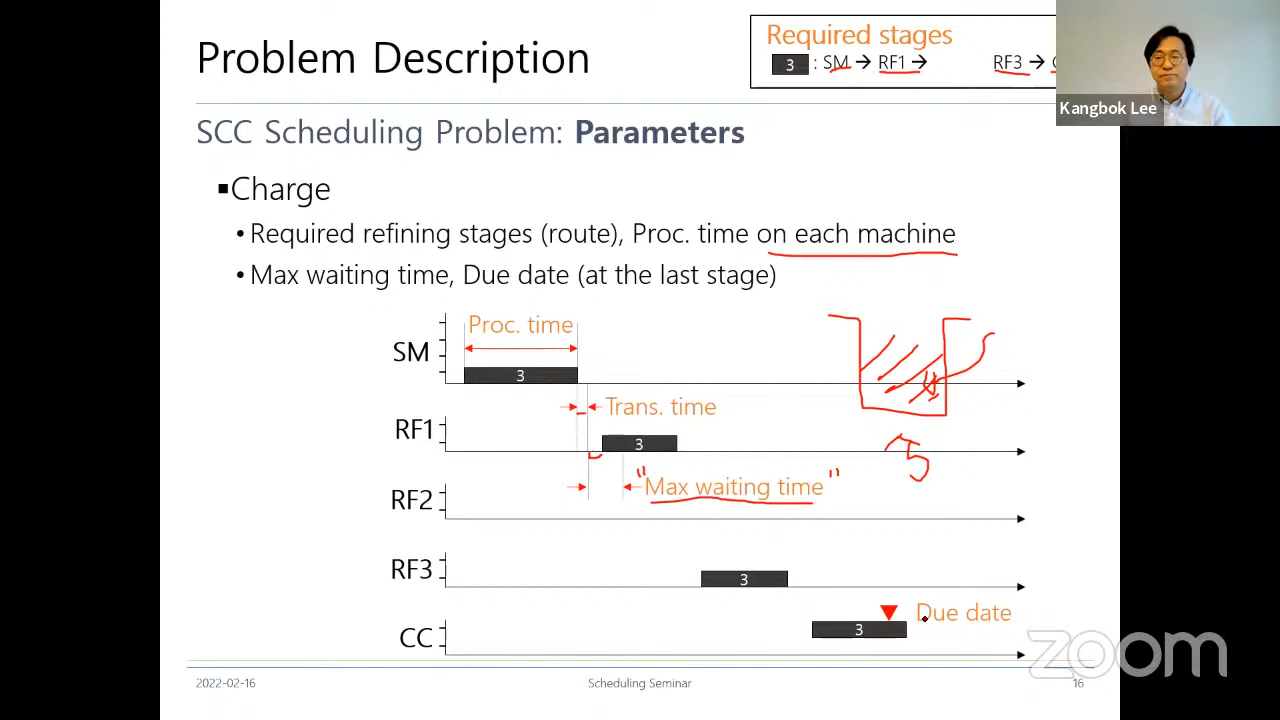 Problem Description
Required stages
3 : SM → RF1 → RF3 →
Kangbok Lee
SCC Scheduling Problem: Parameters
▪Charge
• Required refining stages (route), Proc. time on each machine
• Max waiting time, Due date (at the last stage)
Proc. time
SM
3
Trans. time
RF1
3
5
"Max waiting time"
RF2
RF3
3
Due date
CC
3
zoom
2022-02-16
Scheduling Seminar
16